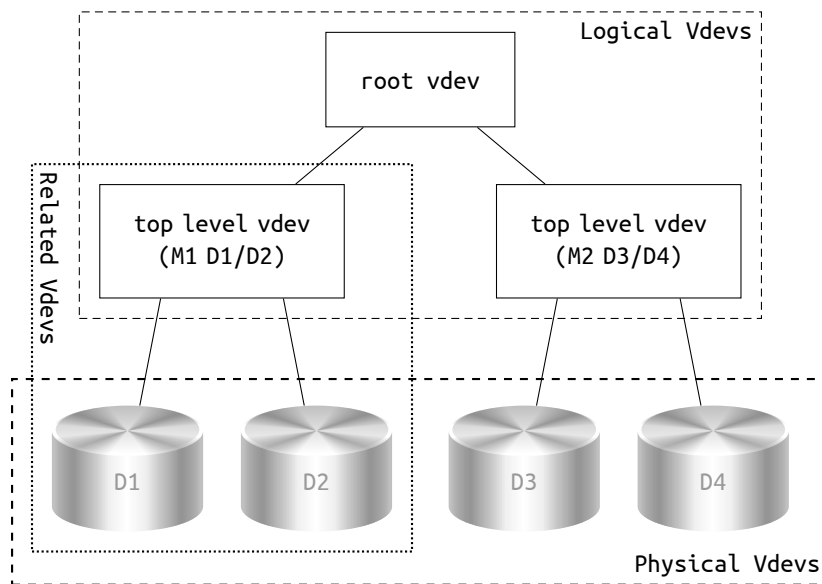 Logical Vdevs
root vdev
Related Vdevs
top level vdev
(M1 D1/D2)
top level vdev
(M2 D3/D4)
D1
D2
D3
D4
Physical Vdevs